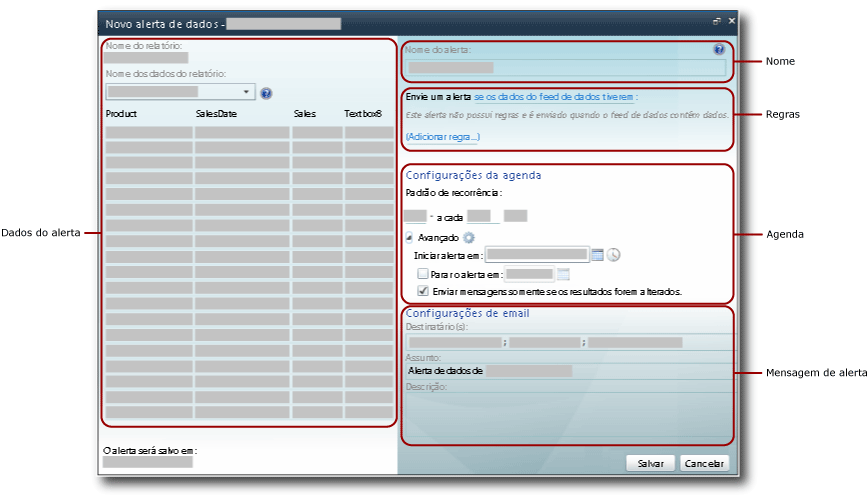 Novo alerta de dados -
Nome do relatório:
Nome dos dados do relatório:
Product SalesDate Sales Textbox8
Dados do alerta
O alerta será salvo em:
Nome do alerta:
Nome
Envie um alerta se os dados do feed de dados tiverem :
Este alerta não possui regras e é enviado quando o feed de dados contém dados.
(Adicionar regra...)
Regras
Configurações da agenda
Padrão de recorrência:
- a cada
Avançado
Iniciar alerta em:
Parar o alerta em:
Enviar mensagens somente se os resultados forem alterados.
Agenda
Configurações de email
Destinatário(s):
; ;
Assunto:
Alerta de dados de
Descrição:
Mensagem de alerta
Salvar Cancelar